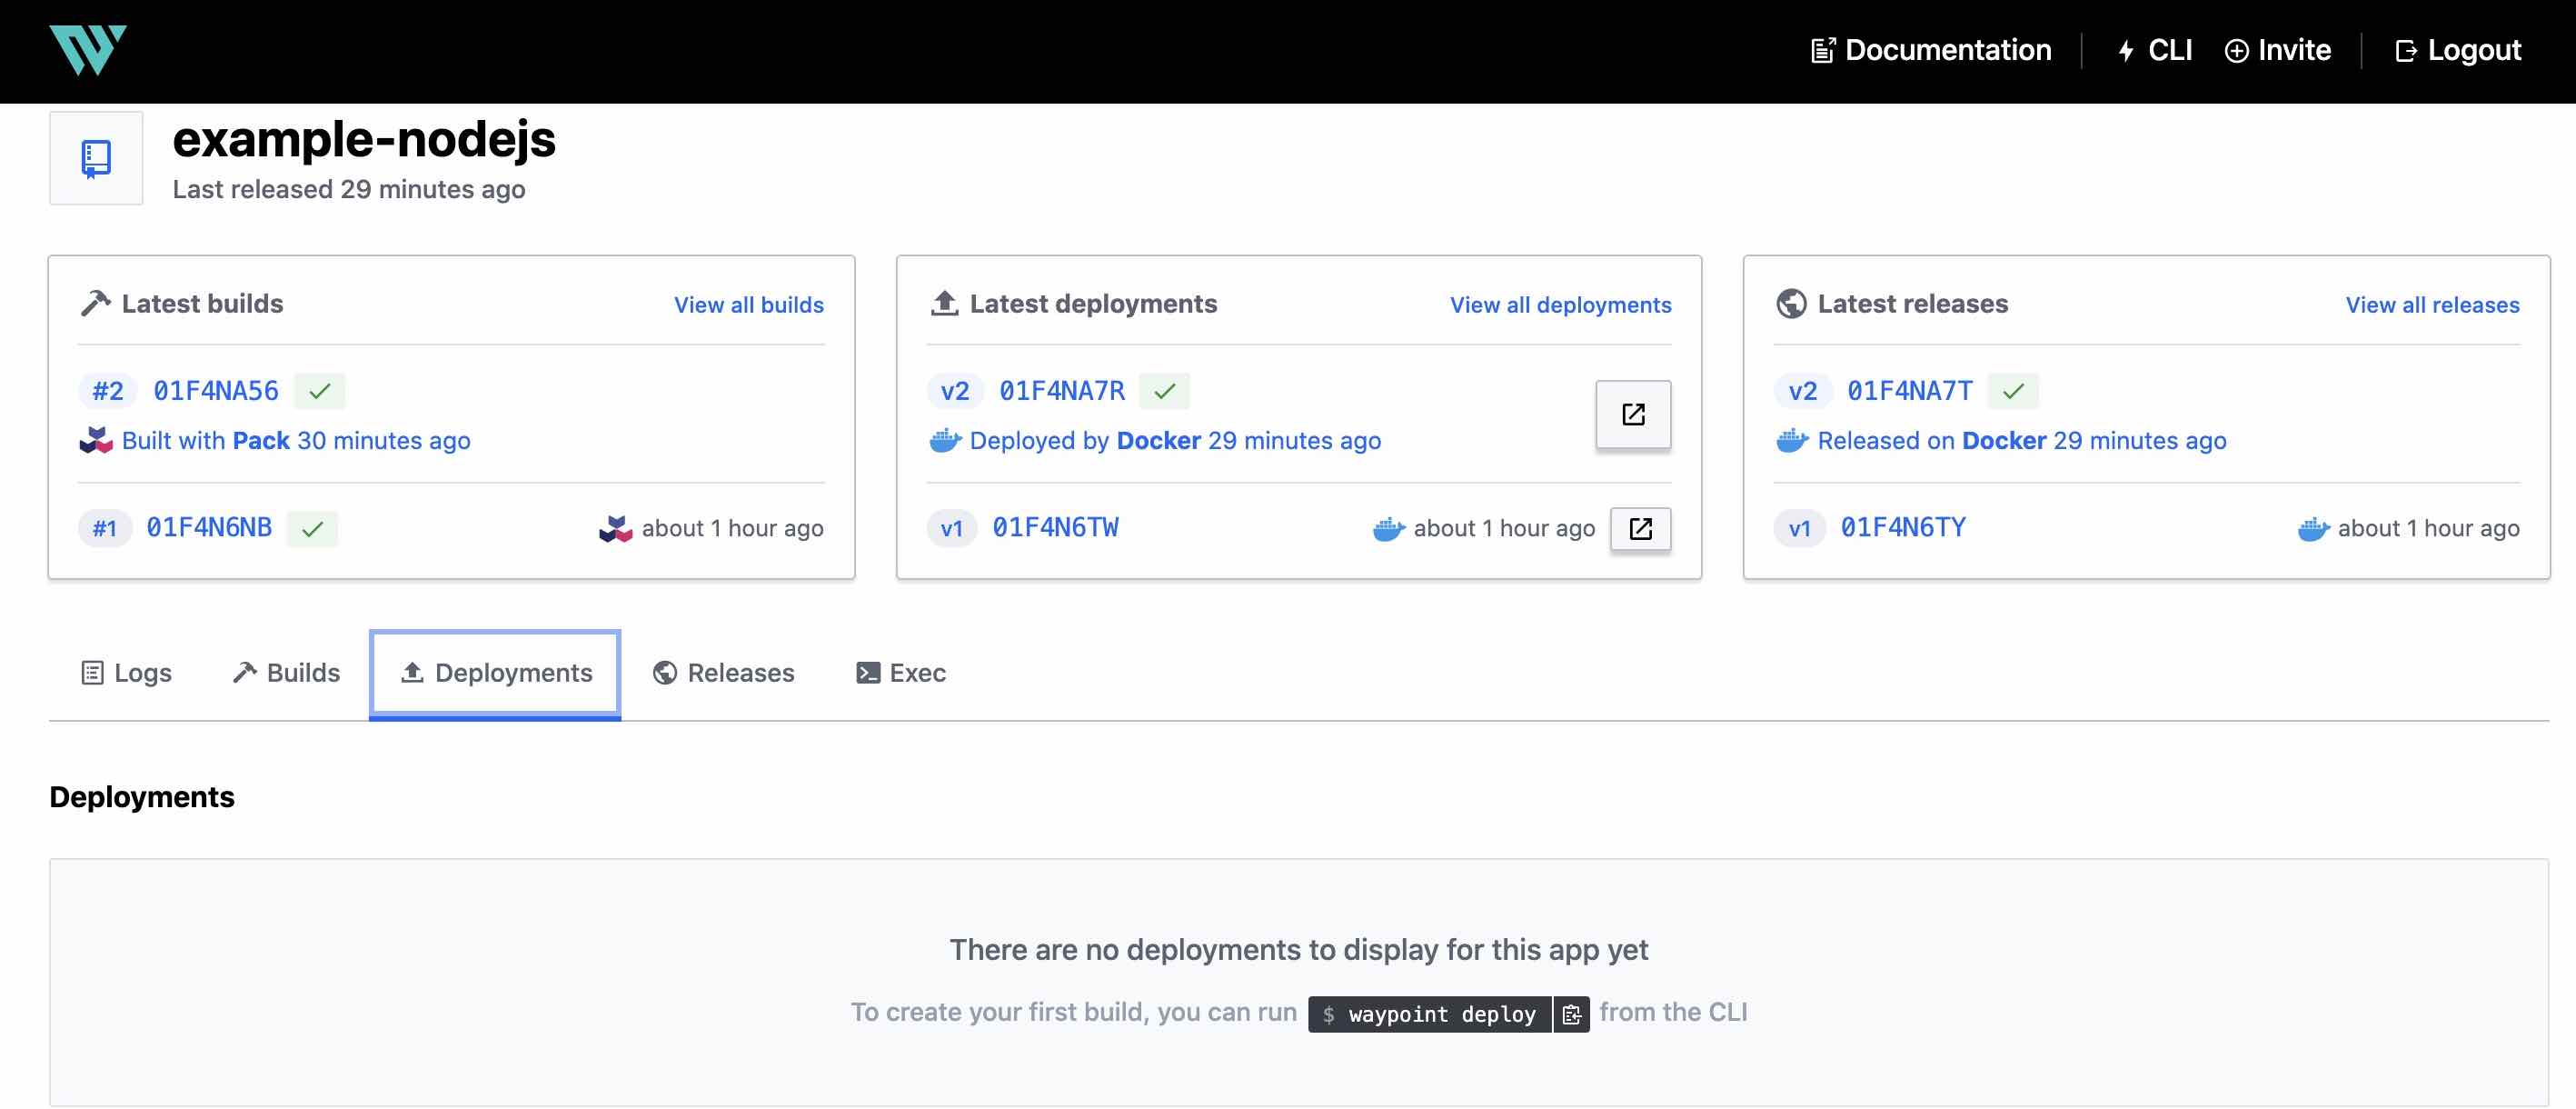 Documentation CLI Invite Logout
example-nodejs
Last released 29 minutes ago
Latest builds View all builds
#2 01F4NA56
Built with Pack 30 minutes ago
#1 01F4N6NB about 1 hour ago
Latest deployments View all deployments
v2 01F4NA7R
Deployed by Docker 29 minutes ago
v1 01F4N6TW about 1 hour ago
Latest releases View all releases
v2 01F4NA7T
Released on Docker 29 minutes ago
v1 01F4N6TY about 1 hour ago
Logs Builds Deployments Releases Exec
Deployments
There are no deployments to display for this app yet
To create your first build, you can run $ waypoint deploy from the CLI